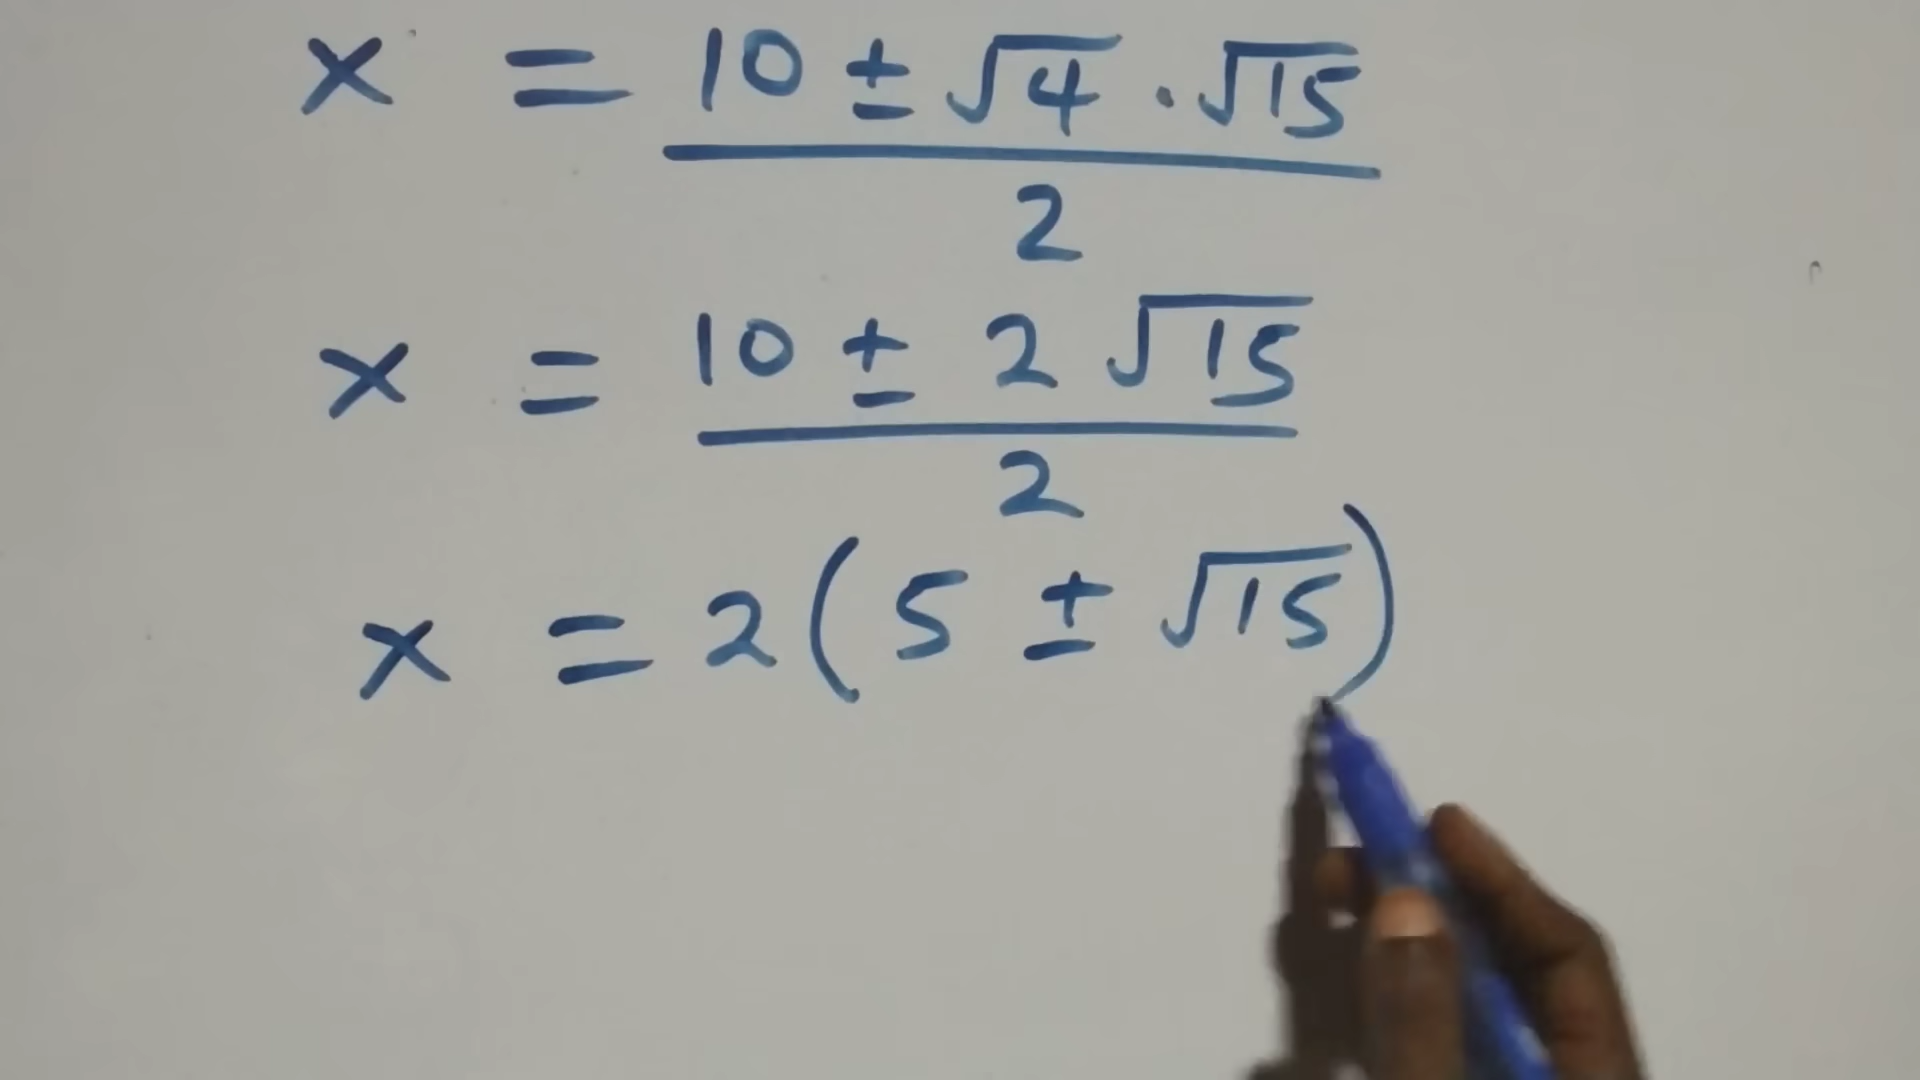 x = 10 ± √4 · √15
2
x = 10 ± 2 √15
2
x = 2 ( 5 ± √15 )